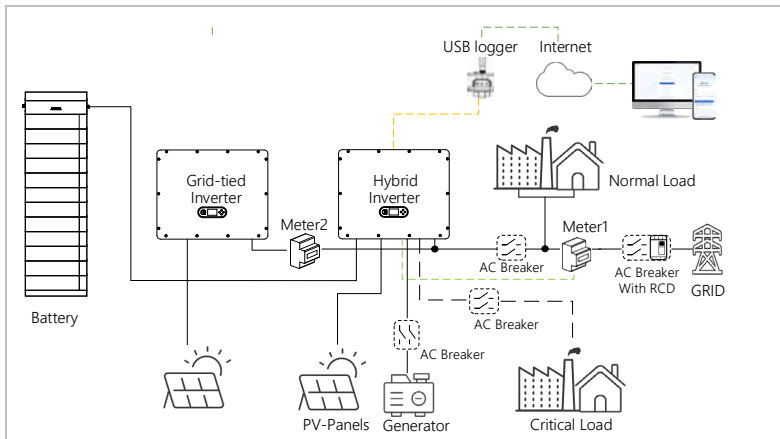 USB logger
Internet
Grid-tied
Inverter
Hybrid
Inverter
Normal Load
Meter2
Meter1
AC Breaker
AC Breaker
With RCD
GRID
AC Breaker
Battery
AC Breaker
PV-Panels
Generator
Critical Load